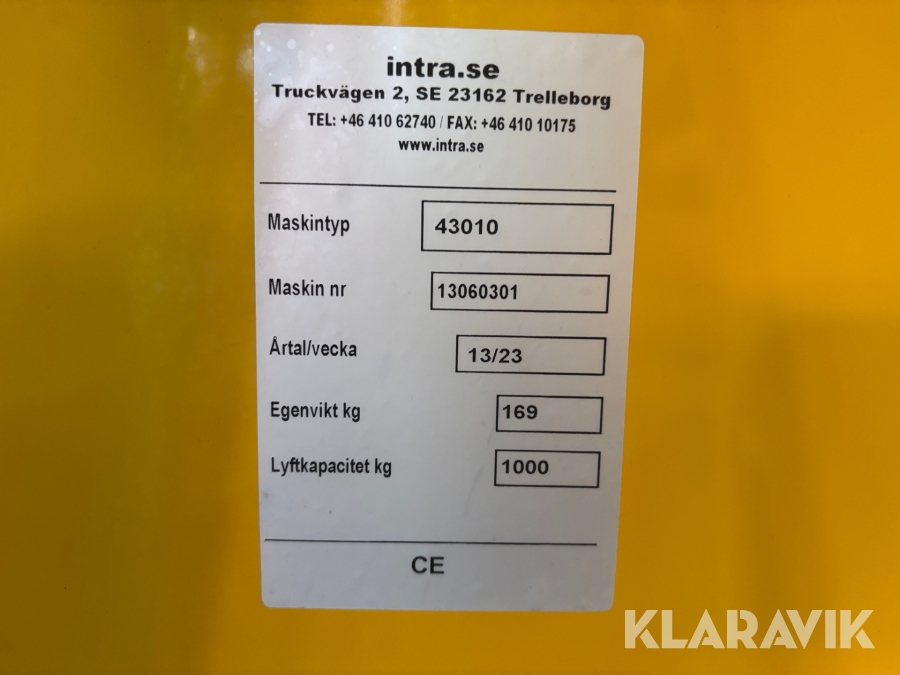 intra.se
Truckvägen 2, SE 23162 Trelleborg
TEL: +46 410 62740 / FAX: +46 410 10175
www.intra.se
Maskintyp 43010
Maskin nr 13060301
Årtal/vecka 13/23
Egenvikt kg 169
Lyftkapacitet kg 1000
CE
KLARAVIK